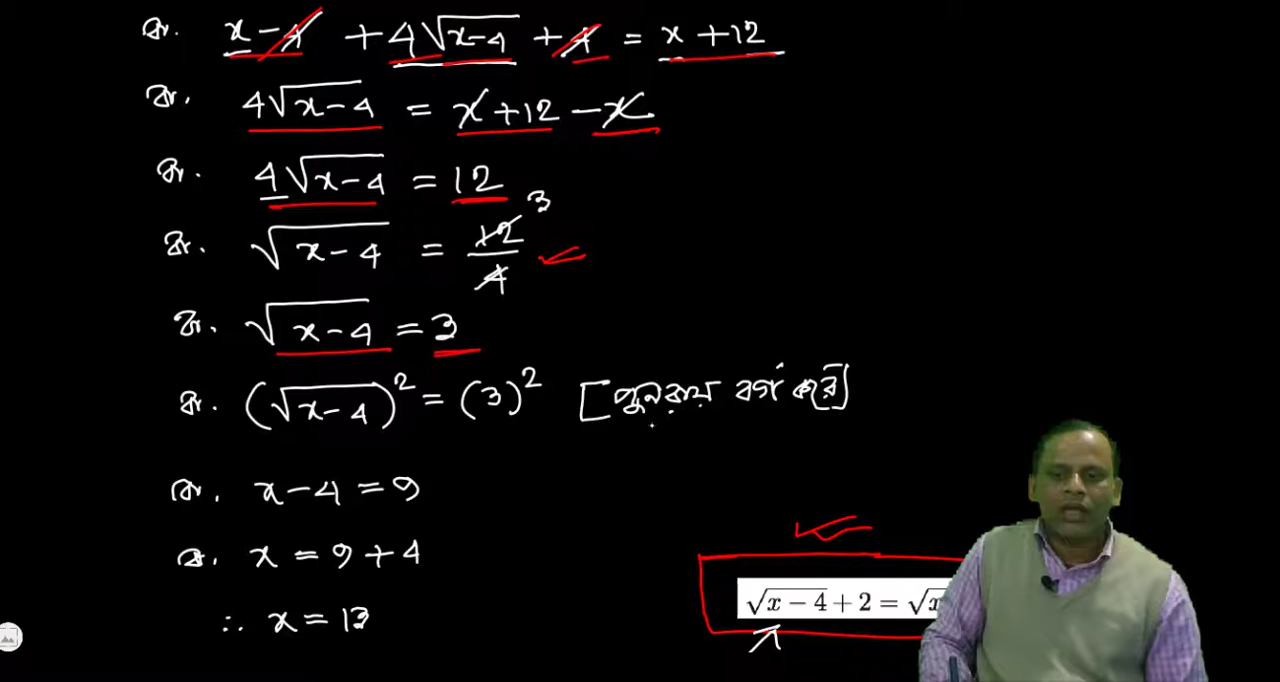 বা, x - 4 + 4√(x-4) + 4 = x + 12
বা, 4√(x-4) = x + 12 - x
বা, 4√(x-4) = 12
বা, √(x-4) = 12/4 3
বা, √(x-4) = 3
বা, (√(x-4))² = (3)² [পুনরায় বর্গ করে]
বা, x - 4 = 9
বা, x = 9 + 4
∴ x = 13
√(x − 4) + 2 = √x